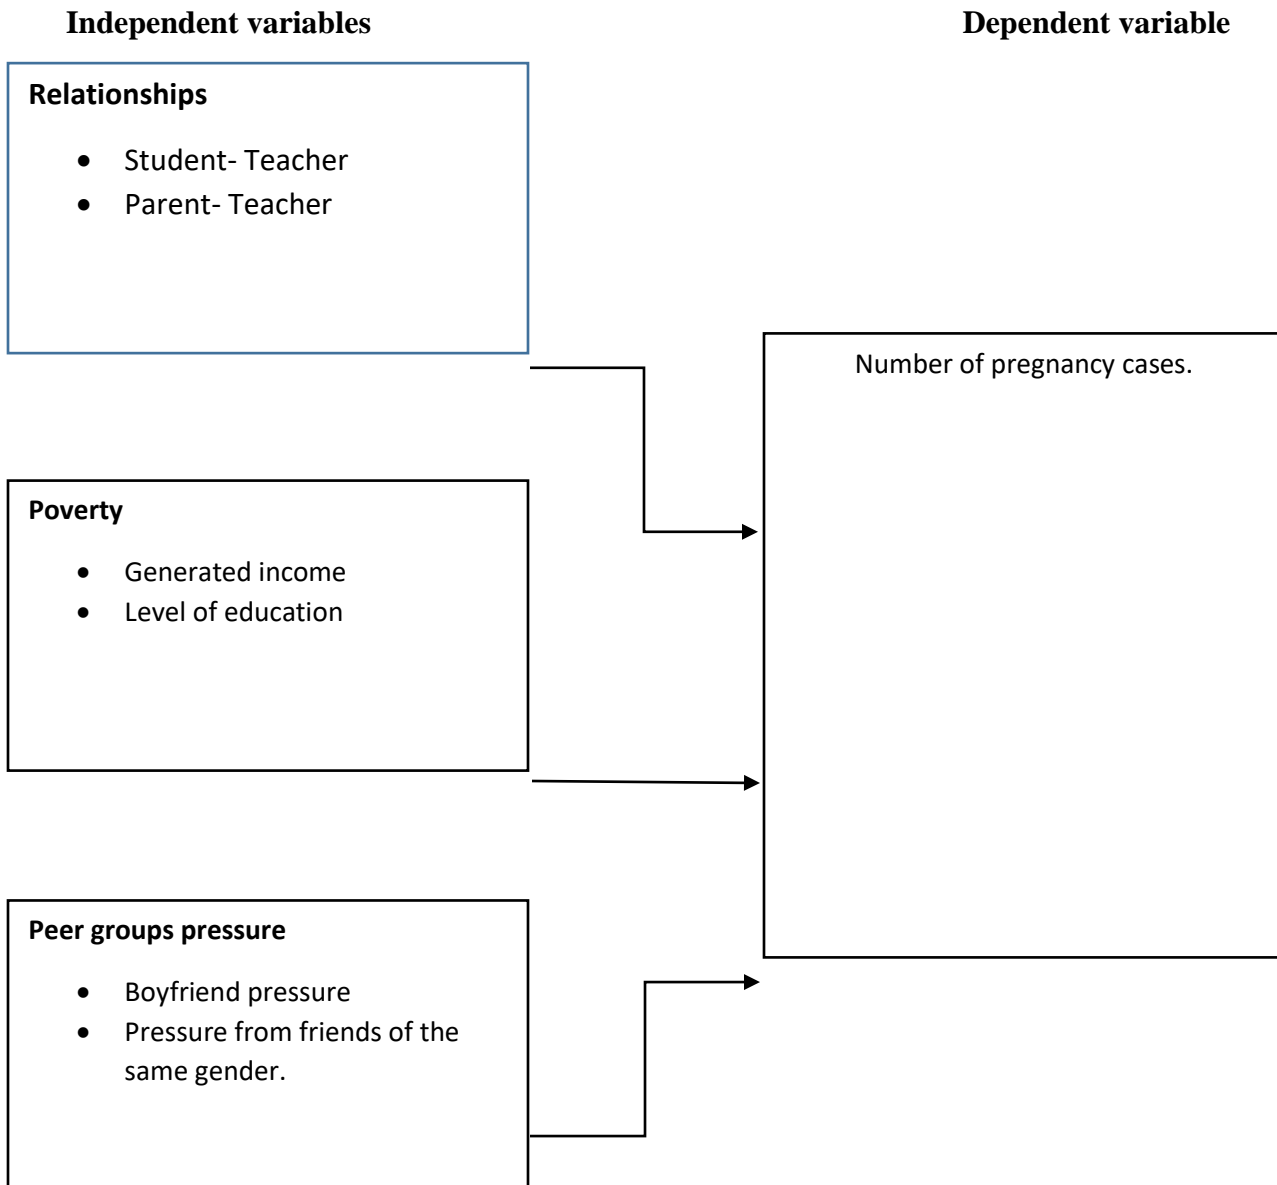 Independent variables
Dependent variable
Relationships
• Student- Teacher
• Parent- Teacher
Number of pregnancy cases.
Poverty
• Generated income
• Level of education
Peer groups pressure
• Boyfriend pressure
• Pressure from friends of the
same gender.